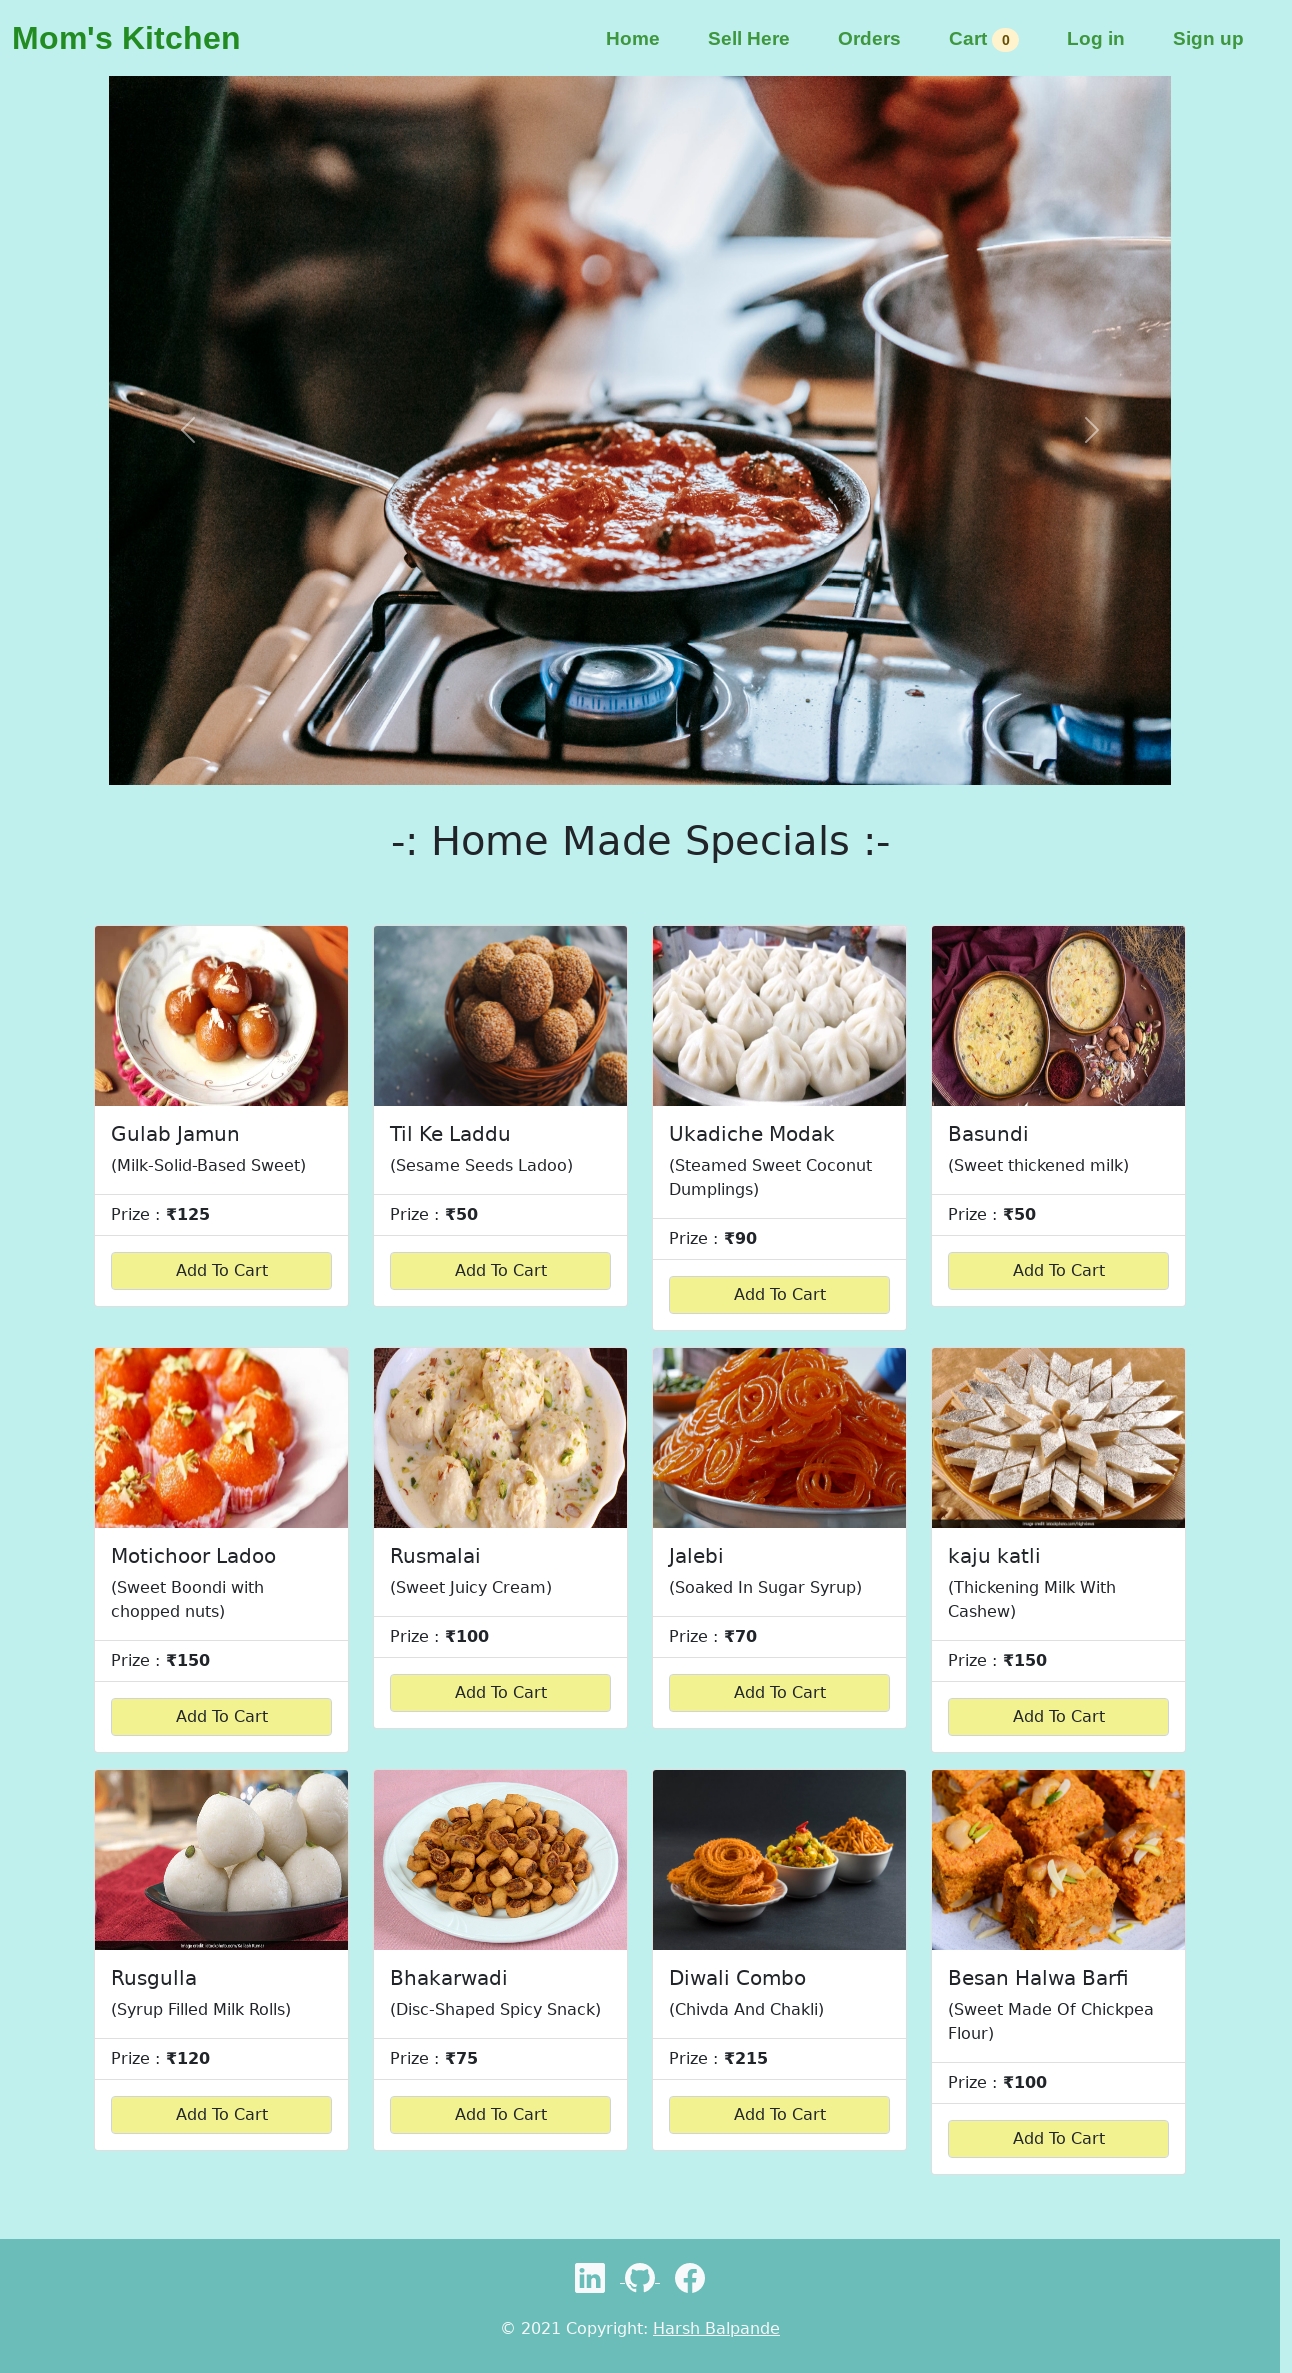 Mom's Kitchen
Home
Sell Here
Orders
Cart 0
Log in
Sign up
-: Home Made Specials :-
Gulab Jamun
(Milk-Solid-Based Sweet)
Prize : ₹125
Add To Cart
Til Ke Laddu
(Sesame Seeds Ladoo)
Prize : ₹50
Add To Cart
Ukadiche Modak
(Steamed Sweet Coconut
Dumplings)
Prize : ₹90
Add To Cart
Basundi
(Sweet thickened milk)
Prize : ₹50
Add To Cart
Motichoor Ladoo
(Sweet Boondi with
chopped nuts)
Prize : ₹150
Add To Cart
Rusmalai
(Sweet Juicy Cream)
Prize : ₹100
Add To Cart
Jalebi
(Soaked In Sugar Syrup)
Prize : ₹70
Add To Cart
kaju katli
(Thickening Milk With
Cashew)
Prize : ₹150
Add To Cart
Rusgulla
(Syrup Filled Milk Rolls)
Prize : ₹120
Add To Cart
Bhakarwadi
(Disc-Shaped Spicy Snack)
Prize : ₹75
Add To Cart
Diwali Combo
(Chivda And Chakli)
Prize : ₹215
Add To Cart
Besan Halwa Barfi
(Sweet Made Of Chickpea
Flour)
Prize : ₹100
Add To Cart
© 2021 Copyright: Harsh Balpande